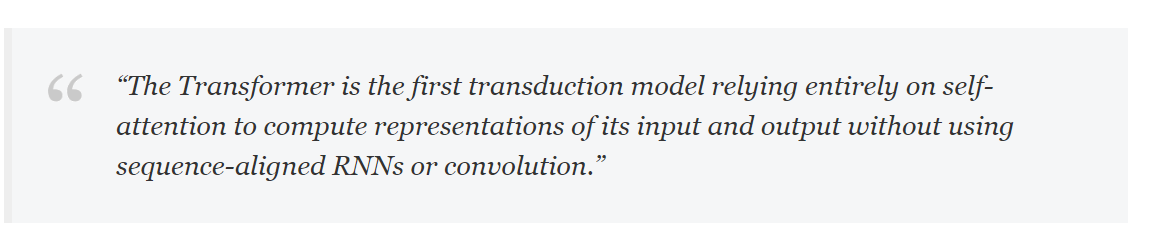 “The Transformer is the first transduction model relying entirely on self-
attention to compute representations of its input and output without using
sequence-aligned RNNs or convolution.”